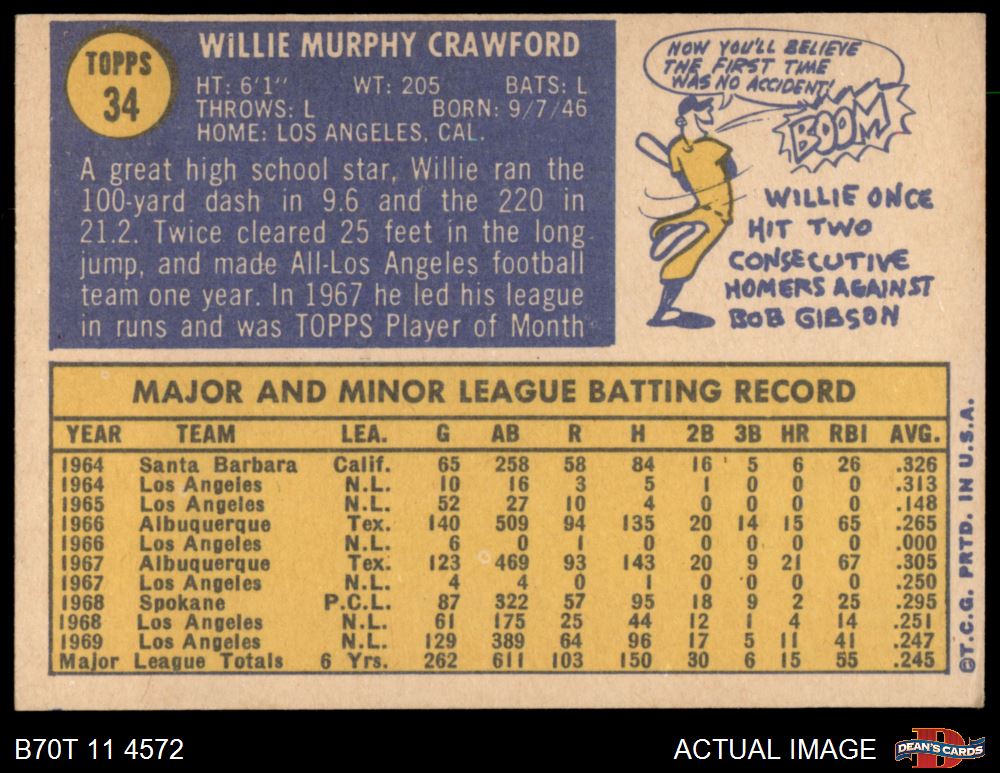 TOPPS
34
WiLLIE MURPHY CRAWFORD
HT: 6'1" WT: 205 BATS: L
THROWS: L BORN: 9/7/46
HOME: LOS ANGELES, CAL.
A great high school star, Willie ran the
100-yard dash in 9.6 and the 220 in
21.2. Twice cleared 25 feet in the long
jump, and made All-Los Angeles football
team one year. In 1967 he led his league
in runs and was TOPPS Player of Month
NOW YOU'LL BELIEVE
THE FIRST TIME
WAS NO ACCIDENT!
BOOM
WILLIE ONCE
HIT TWO
CONSECUTIVE
HOMERS AGAINST
BOB GIBSON
MAJOR AND MINOR LEAGUE BATTING RECORD
YEAR TEAM LEA. G AB R H 2B 3B HR RBI AVG.
1964 Santa Barbara Calif. 65 258 58 84 16 5 6 26 .326
1964 Los Angeles N.L. 10 16 3 5 1 0 0 0 .313
1965 Los Angeles N.L. 52 27 10 4 0 0 0 0 .148
1966 Albuquerque Tex. 140 509 94 135 20 14 15 65 .265
1966 Los Angeles N.L. 6 0 1 0 0 0 0 0 .000
1967 Albuquerque Tex. 123 469 93 143 20 9 21 67 .305
1967 Los Angeles N.L. 4 4 0 1 0 0 0 0 .250
1968 Spokane P.C.L. 87 322 57 95 18 9 2 25 .295
1968 Los Angeles N.L. 61 175 25 44 12 1 4 14 .251
1969 Los Angeles N.L. 129 389 64 96 17 5 11 41 .247
Major League Totals 6 Yrs. 262 611 103 150 30 6 15 55 .245
©T.C.G. PRTD. IN U.S.A.
B70T 11 4572
ACTUAL IMAGE
D
DEAN'S CARDS